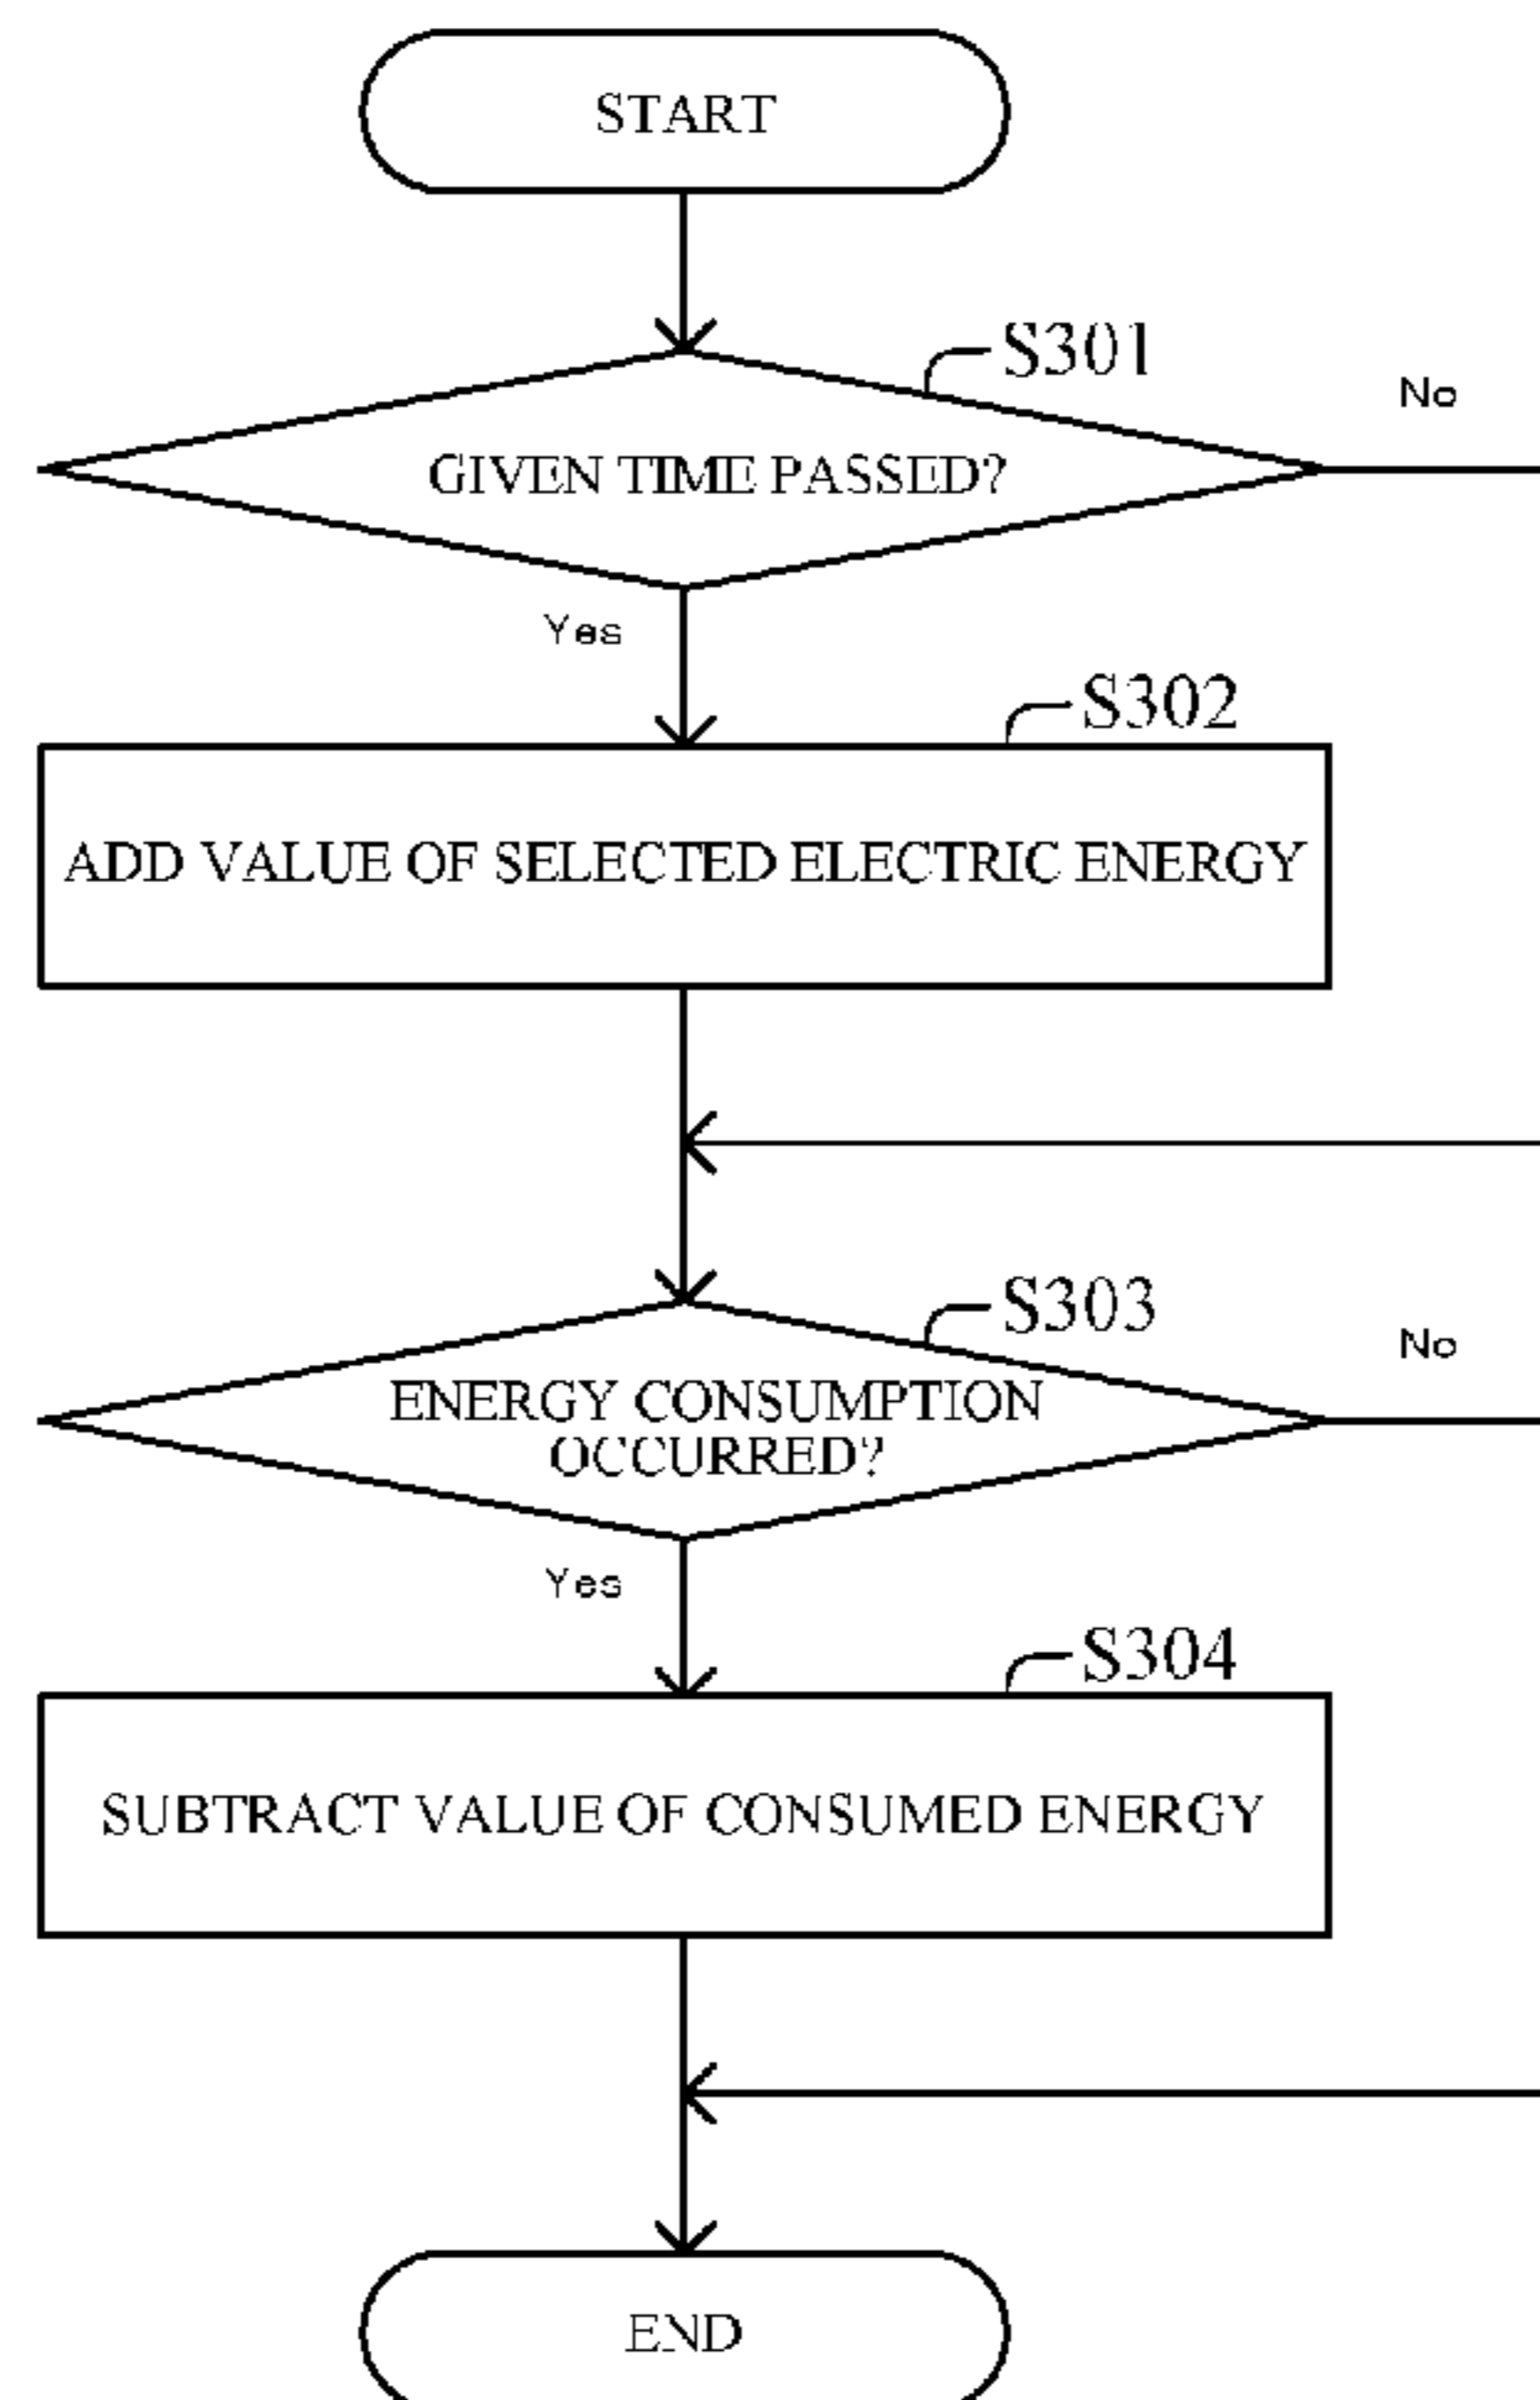 START
S301
No
GIVEN TIME PASSED?
Yes
S302
ADD VALUE OF SELECTED ELECTRIC ENERGY
S303
No
ENERGY CONSUMPTION
OCCURRED?
Yes
S304
SUBTRACT VALUE OF CONSUMED ENERGY
END